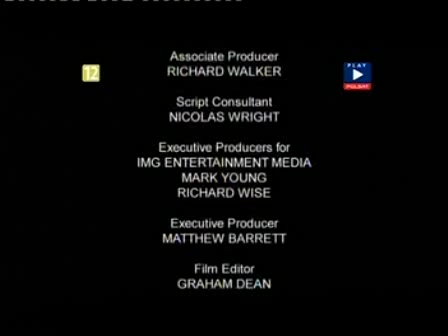 Associate Producer
RICHARD WALKER
12
PLAY
POLSAT
Script Consultant
NICOLAS WRIGHT
Executive Producers for
IMG ENTERTAINMENT MEDIA
MARK YOUNG
RICHARD WISE
Executive Producer
MATTHEW BARRETT
Film Editor
GRAHAM DEAN